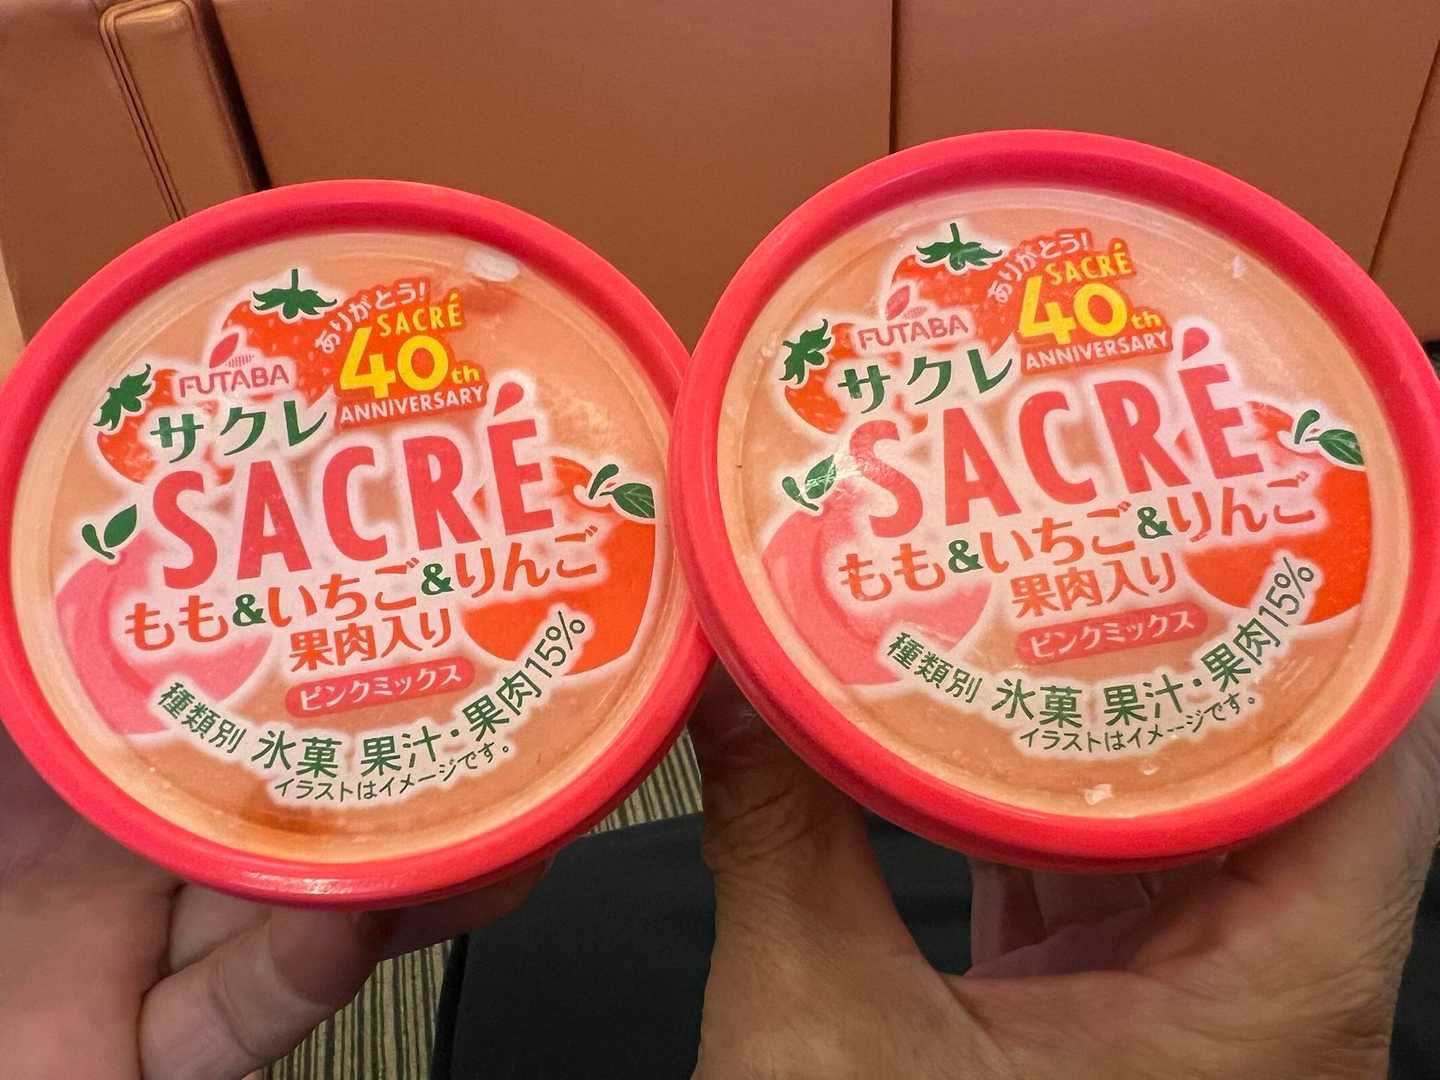 ありがとう!
SACRÉ
40th
ANNIVERSARY
FUTABA
サクレ
SACRÉ
もも&いちご&りんご
果肉入り
ピンクミックス
種類別 氷菓 果汁・果肉15%
イラストはイメージです。
ありがとう!
SACRÉ
40th
ANNIVERSARY
FUTABA
サクレ
SACRÉ
もも&いちご&りんご
果肉入り
ピンクミックス
種類別 氷菓 果汁・果肉15%
イラストはイメージです。